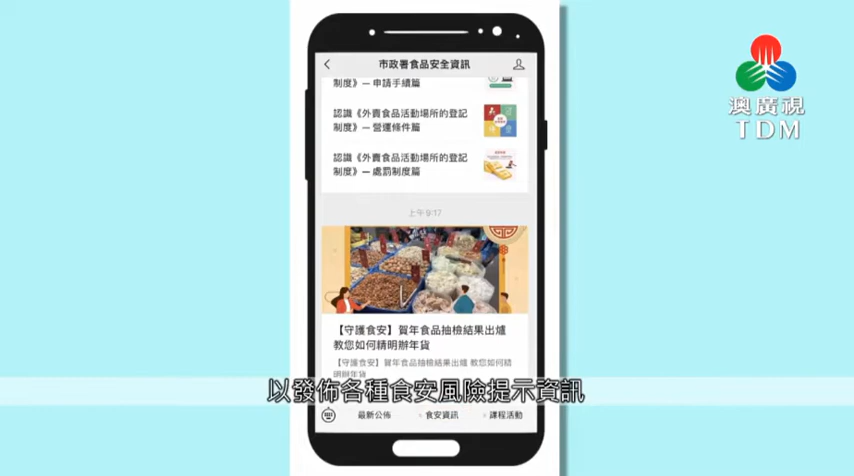 市政署食品安全資訊
制度》— 申請手續篇
認識《外賣食品活動場所的登記
制度》— 營運條件篇
認識《外賣食品活動場所的登記
制度》— 處罰制度篇
上午 9:17
【守護食安】賀年食品抽檢結果出爐
教您如何精明辦年貨
【守護食安】賀年食品抽檢結果出爐 教您如何精
明辦年貨
以發佈各種食安風險提示資訊
最新公佈
食安資訊
課程活動
澳廣視
TDM